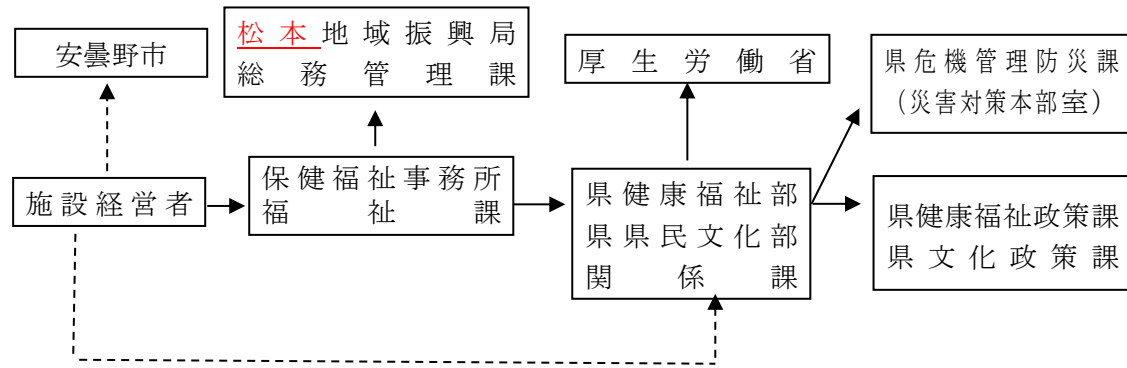 安曇野市
松本地域振興局
総務管理課
厚生労働省
県危機管理防災課
（災害対策本部室）
施設経営者
保健福祉事務所
福祉課
県健康福祉部
県県民文化部
関係課
県健康福祉政策課
県文化政策課